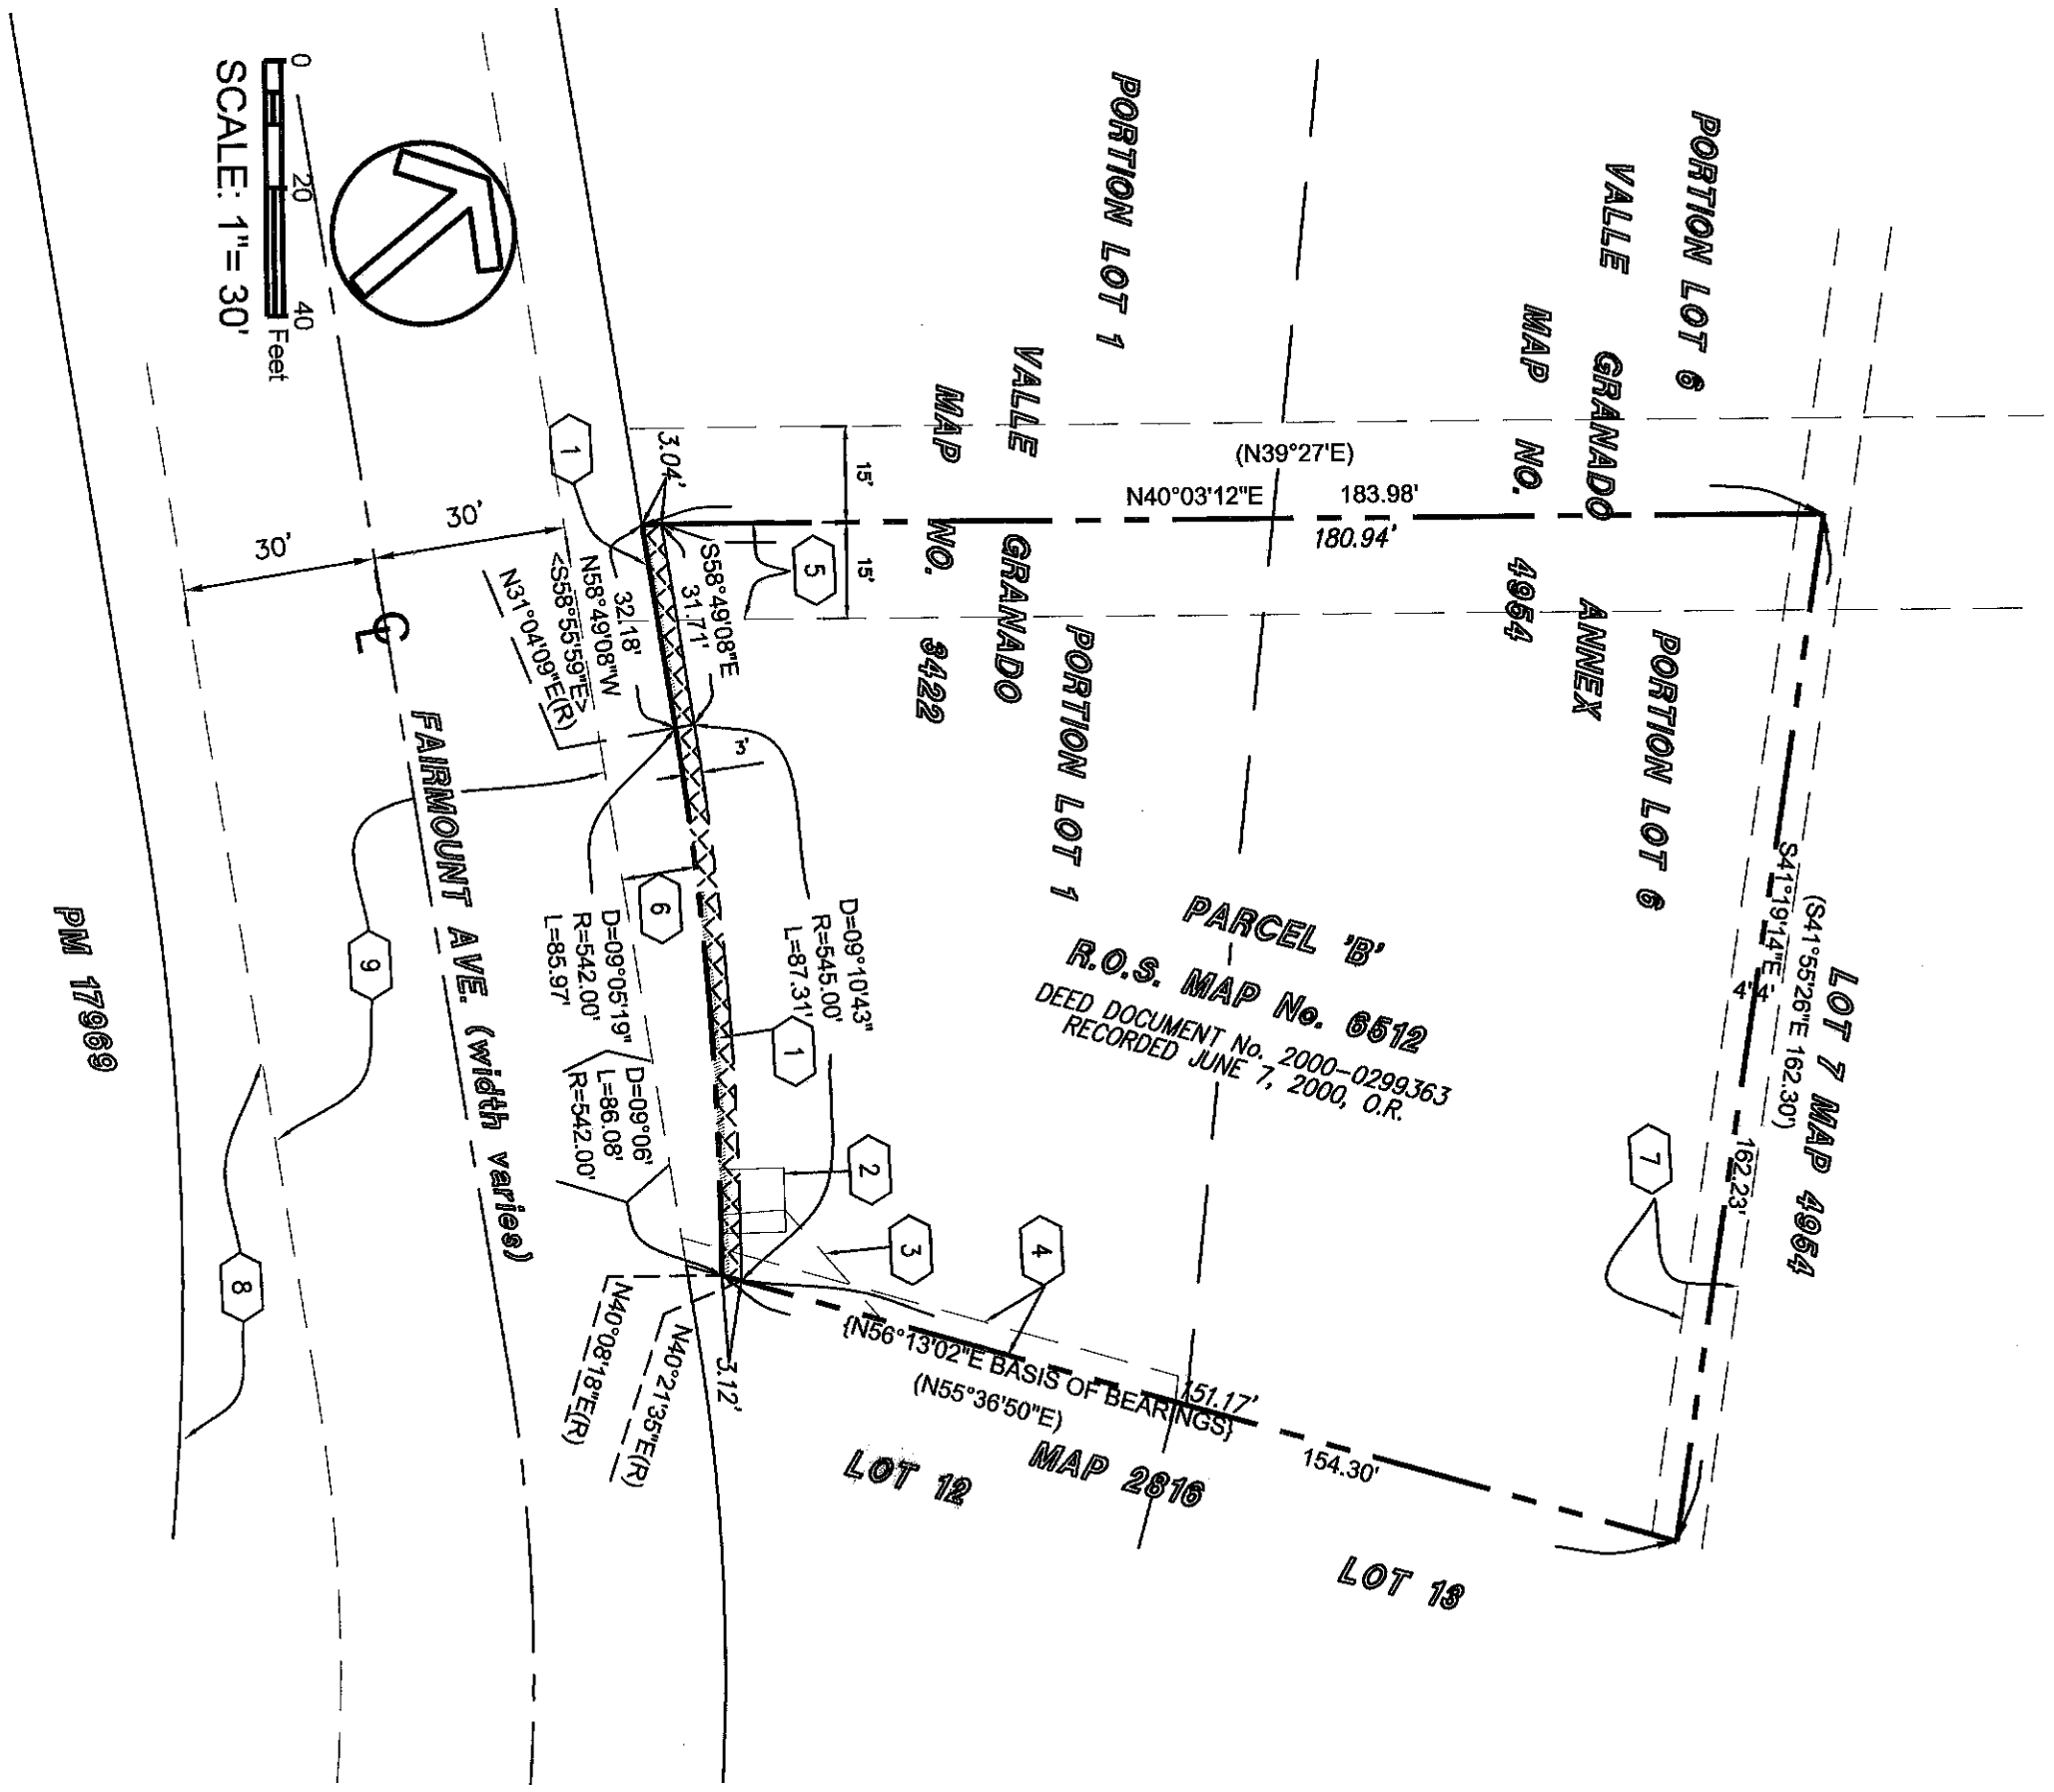 0
20
40
Feet
SCALE: 1"= 30'
PORTION LOT 1
PORTION LOT 6
VALLE GRANADO ANNEX
MAP NO. 4954
VALLE GRANADO
MAP NO. 3422
(N39°27'E)
N40°03'12"E 183.98'
180.94'
15'
15'
5
3.04'
1
30'
30'
S58°49'08"E
31.71'
32.18'
N58°49'08"W
<S58°55'59"E>
N31°04'09"E(R)
3'
PORTION LOT 1
PORTION LOT 6
CL
FAIRMOUNT AVE. (width varies)
PM 17969
9
8
6
D=09°10'43"
R=545.00'
L=87.31'
D=09°05'19"
R=542.00'
L=85.97'
1
D=09°06'
L=86.08'
R=542.00'
2
3
4
7
PARCEL 'B'
R.O.S. MAP No. 6512
DEED DOCUMENT No. 2000-0299363
RECORDED JUNE 7, 2000, O.R.
LOT 7 MAP 4954
(S41°55'26"E 162.30')
S41°19'14"E
162.23'
4'
4'
N40°08'18"E(R)
N40°21'35"E(R)
3.12'
{N56°13'02"E BASIS OF BEARINGS}
(N55°36'50"E)
151.17'
154.30'
LOT 12
MAP 2816
LOT 13